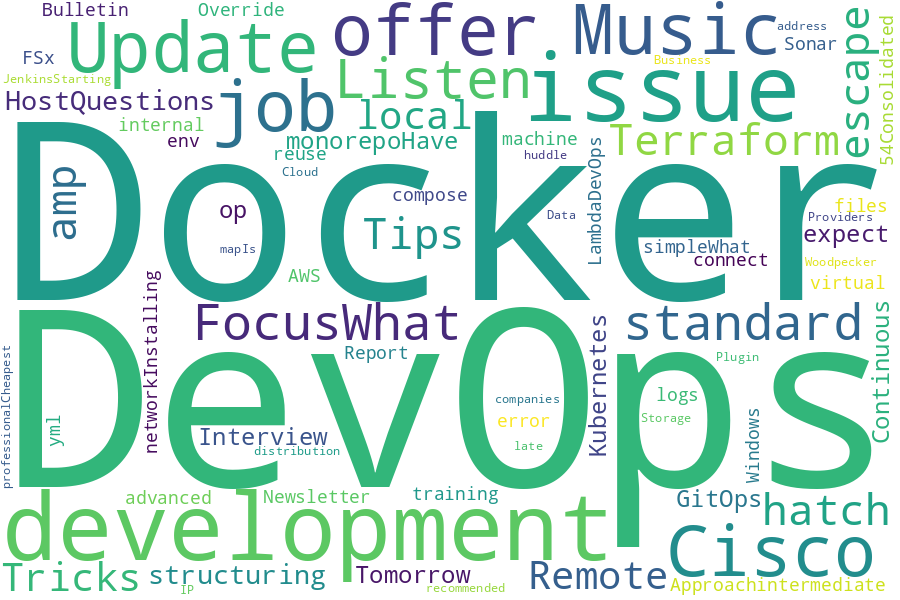 Bulletin
Override
Update
offer
Music
address
Sonar
escape
54Consolidated
FSx
JenkinsStarting
Business
Listen
issue
HostQuestions
job
local
internal
env
monorepoHave
machine
Terraform
reuse
Cloud
huddle
LambdaDevOps
Docker
amp
op
mapIs
compose
Tips
Data
simpleWhat
connect
files
Providers
expect
Woodpecker
virtual
AWS
networkInstalling
FocusWhat
standard
Continuous
Kubernetes
professionalCheapest
Report
Plugin
DevOps
yml
Interview
distribution
companies
error
late
logs
Storage
Windows
advanced
Newsletter
training
GitOps
hatch
development
Cisco
Tricks
structuring
Tomorrow
Remote
IP
recommended
Approachintermediate